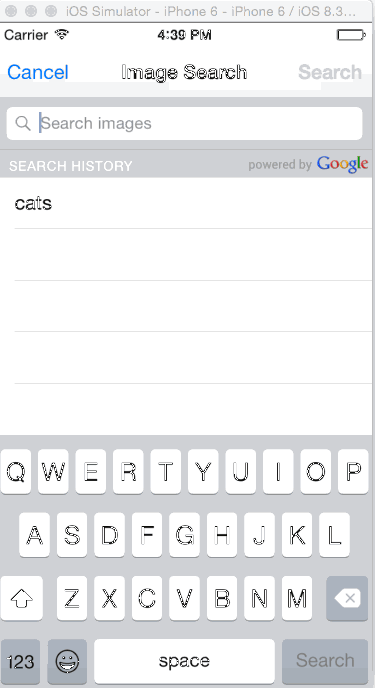 iOS Simulator - iPhone 6 - iPhone 6 / iOS 8.3...
Carrier 4:39 PM
Cancel Image Search Search
Search images
SEARCH HISTORY powered by Google
cats
Q W E R T Y U I O P
A S D F G H J K L
Z X C V B N M
123 space Search